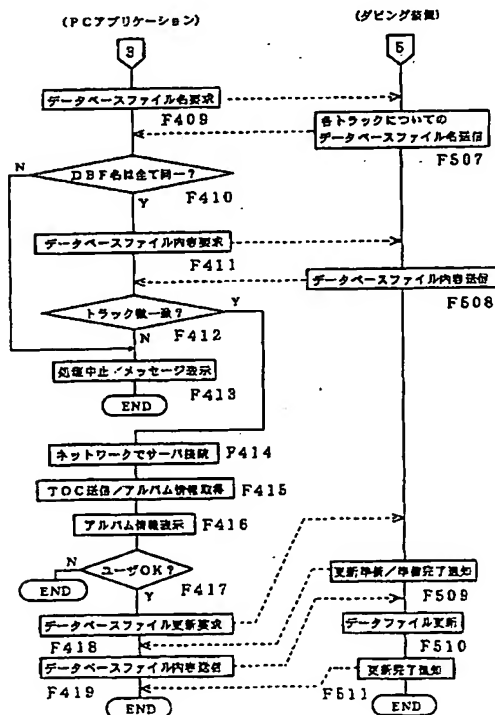 (PCアプリケーション)
(ダビング装置)
3
5
データベースファイル名要求
F409
各トラックについての
データベースファイル名送信
F507
N
DBF名は全て同一?
Y
F410
データベースファイル内容要求
F411
データベースファイル内容送信
F508
トラック数一致?
Y
N
F412
処理中止/メッセージ表示
F413
END
ネットワークでサーバ接続
F414
TOC送信/アルバム情報取得
F415
アルバム情報表示
F416
N
ユーザOK?
F417
END
Y
更新準備/準備完了通知
F509
データベースファイル更新要求
F418
データファイル更新
F510
データベースファイル内容送信
F419
更新完了通知
F511
END
END